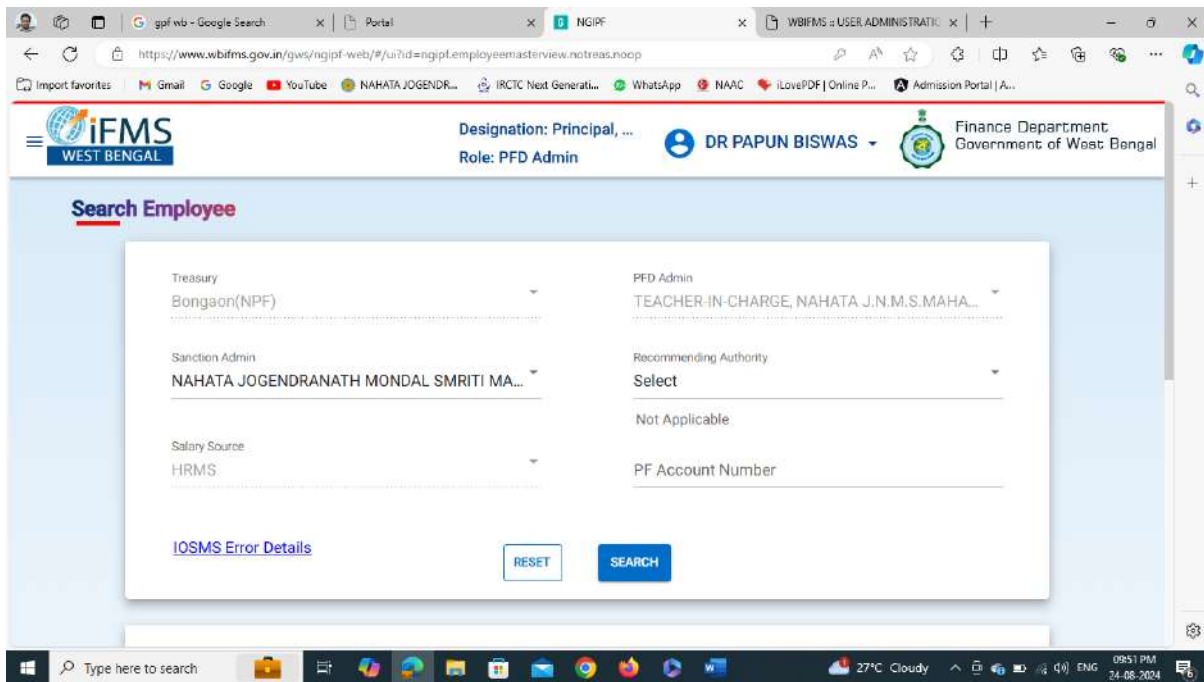 gpf wb - Google Search
Portal
NGIPF
WBIFMS :: USER ADMINISTRATIO
https://www.wbifms.gov.in/gws/ngipf-web/#/ui?id=ngipf.employeemasterview.notreas.noop
Import favorites
Gmail
Google
YouTube
NAHATA JOGENDR...
IRCTC Next Generati...
WhatsApp
NAAC
iLovePDF | Online P...
Admission Portal | A...
iFMS
WEST BENGAL
Designation: Principal, ...
Role: PFD Admin
DR PAPUN BISWAS
Finance Department
Government of West Bengal
Search Employee
Treasury
Bongaon(NPF)
PFD Admin
TEACHER-IN-CHARGE, NAHATA J.N.M.S.MAHA...
Sanction Admin
NAHATA JOGENDRANATH MONDAL SMRITI MA...
Recommending Authority
Select
Not Applicable
Salary Source
HRMS
PF Account Number
IOSMS Error Details
RESET
SEARCH
Type here to search
27°C Cloudy
ENG
09:51 PM
24-08-2024